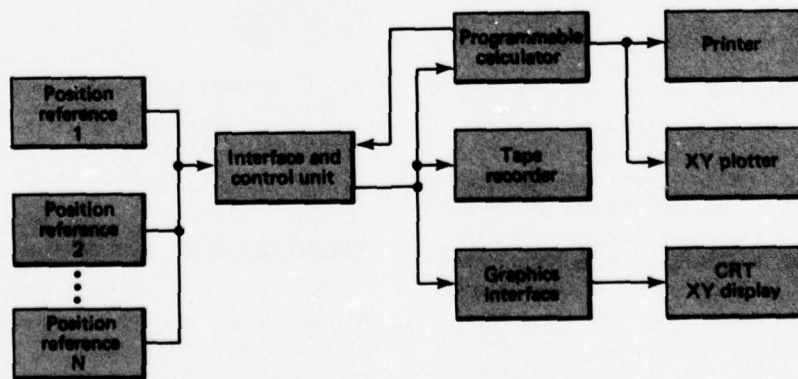 Position
reference
1
Position
reference
2
Position
reference
N
Interface and
control unit
Programmable
calculator
Tape
recorder
Graphics
interface
Printer
XY plotter
CRT
XY display